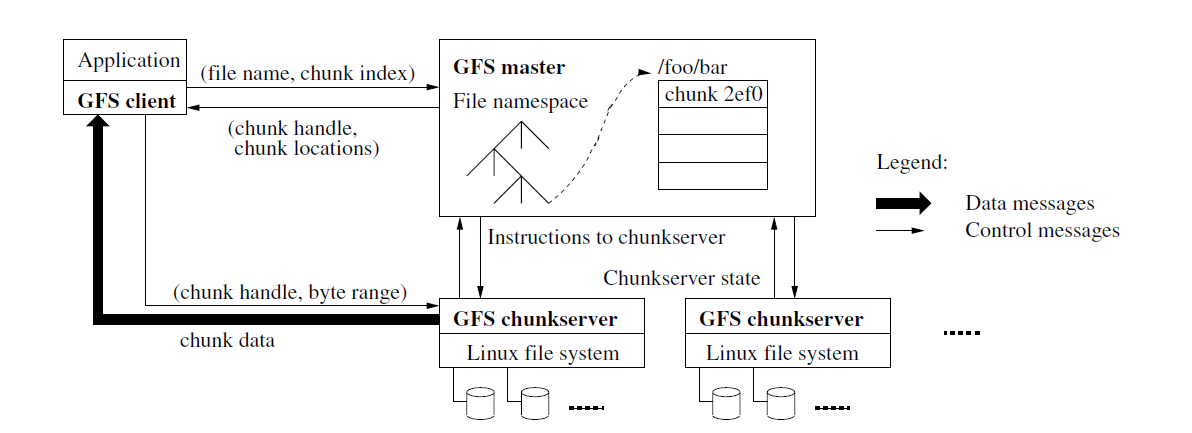 Application
GFS client
(file name, chunk index)
(chunk handle,
chunk locations)
GFS master
File namespace
/foo/bar
chunk 2ef0
Legend:
Data messages
Control messages
Instructions to chunkserver
Chunkserver state
(chunk handle, byte range)
chunk data
GFS chunkserver
Linux file system
GFS chunkserver
Linux file system